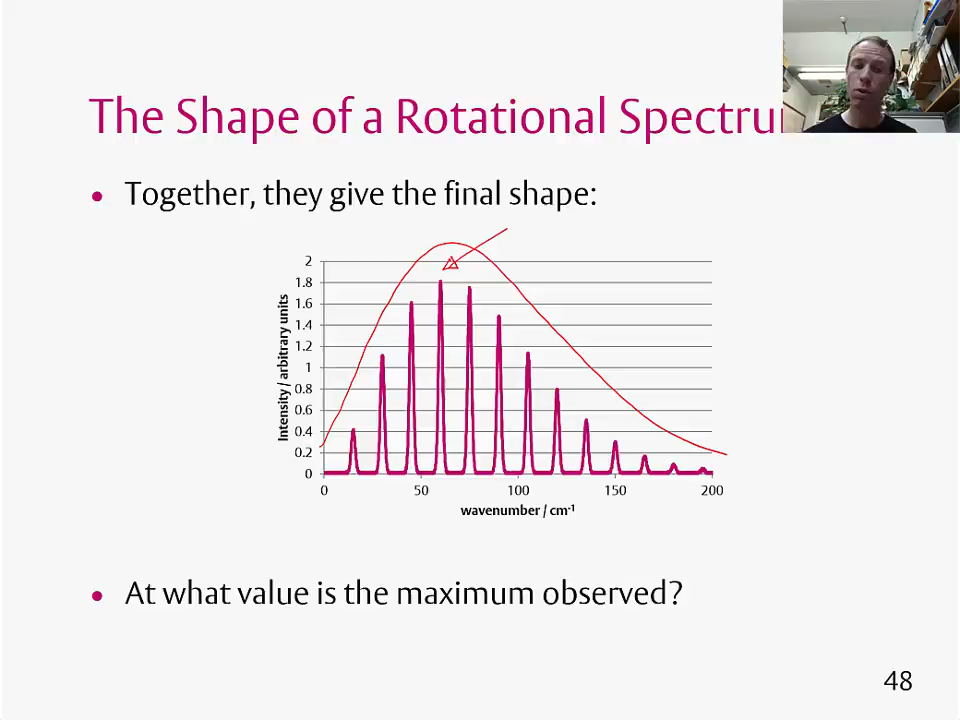 The Shape of a Rotational Spectru
• Together, they give the final shape:
Intensity / arbitrary units
2
1.8
1.6
1.4
1.2
1
0.8
0.6
0.4
0.2
0
0 50 100 150 200
wavenumber / cm⁻¹
• At what value is the maximum observed?
48